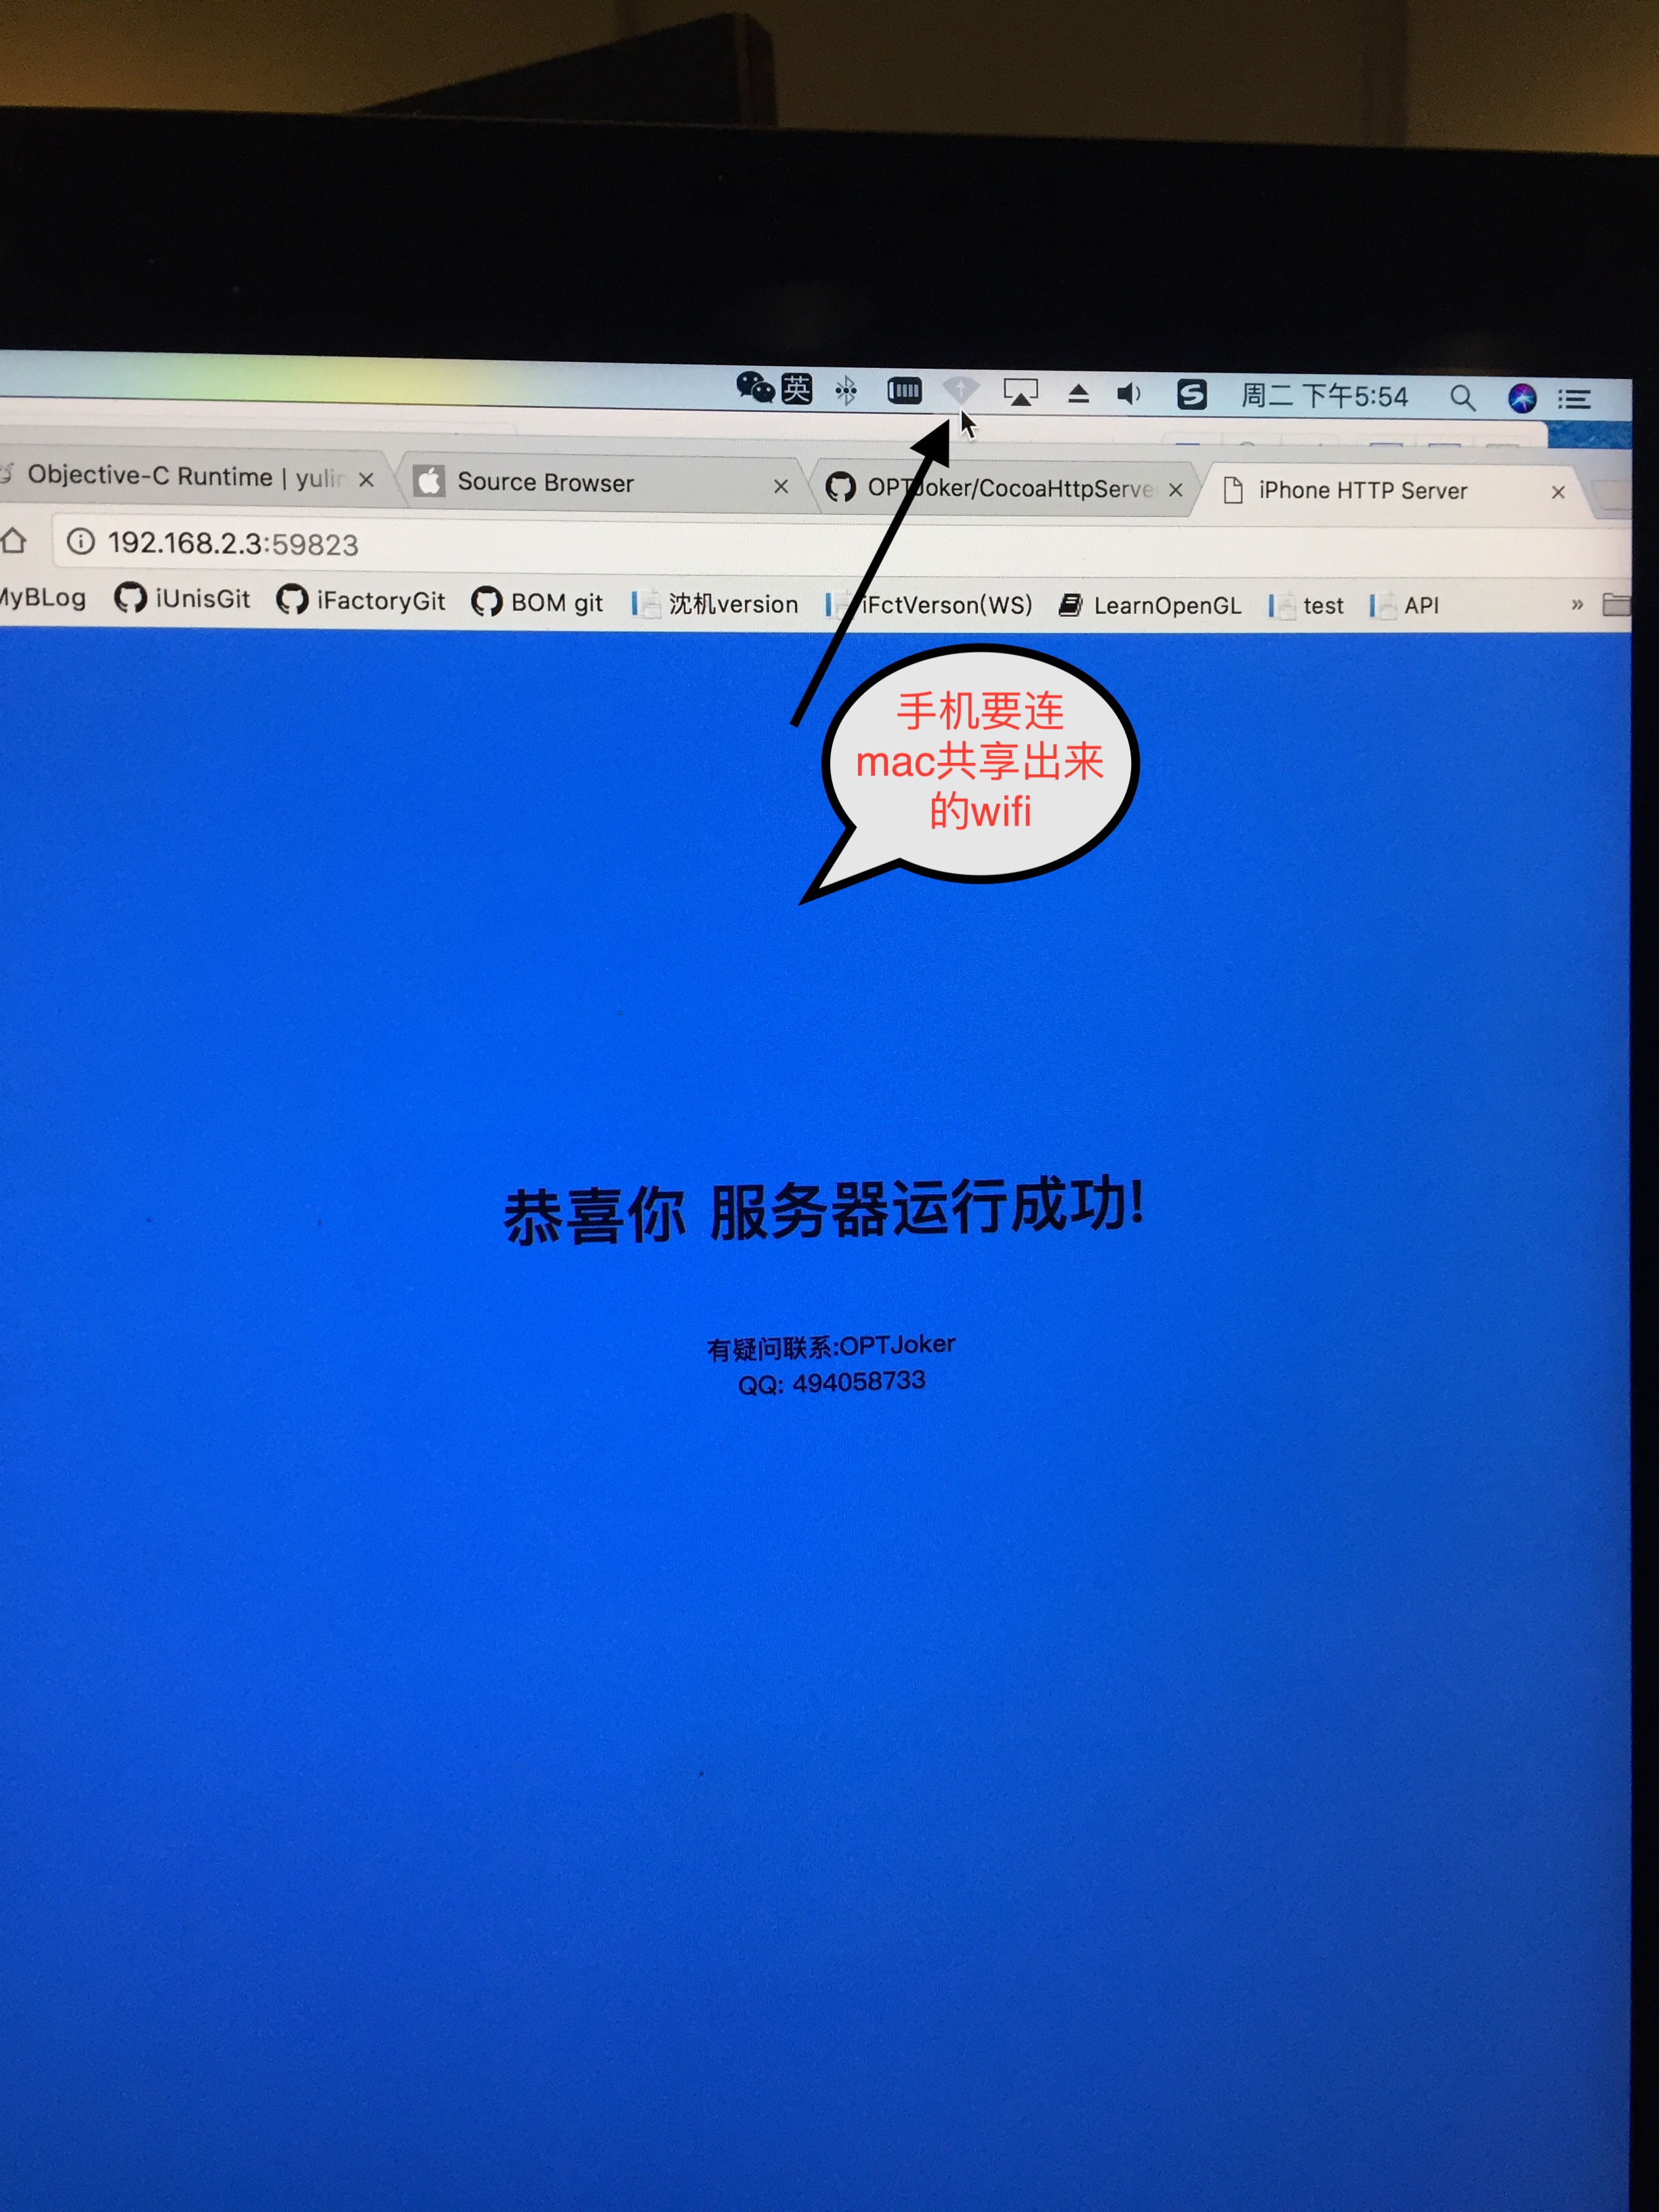 英 周二 下午5:54
Objective-C Runtime | yulin Source Browser OPTJoker/CocoaHttpServe iPhone HTTP Server
192.168.2.3:59823
MyBLog iUnisGit iFactoryGit BOM git 沈机version iFctVerson(WS) LearnOpenGL test API »
手机要连
mac共享出来
的wifi
恭喜你 服务器运行成功!
有疑问联系:OPTJoker
QQ: 494058733